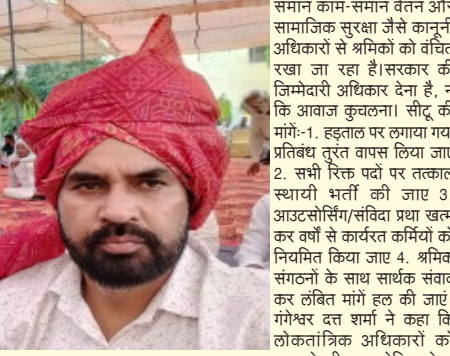 समान काम-समान वेतन और
सामाजिक सुरक्षा जैसे कानूनी
अधिकारों से श्रमिकों को वंचित
रखा जा रहा है।सरकार की
जिम्मेदारी अधिकार देना है, न
कि आवाज कुचलना। सीटू की
मांगेंः-1. हड़ताल पर लगाया गया
प्रतिबंध तुरंत वापस लिया जाए
2. सभी रिक्त पदों पर तत्काल
स्थायी भर्ती की जाए 3.
आउटसोर्सिंग/संविदा प्रथा खत्म
कर वर्षों से कार्यरत कर्मियों को
नियमित किया जाए 4. श्रमिक
संगठनों के साथ सार्थक संवाद
कर लंबित मांगें हल की जाएं।
गंगेश्वर दत्त शर्मा ने कहा कि
लोकतांत्रिक अधिकारों को